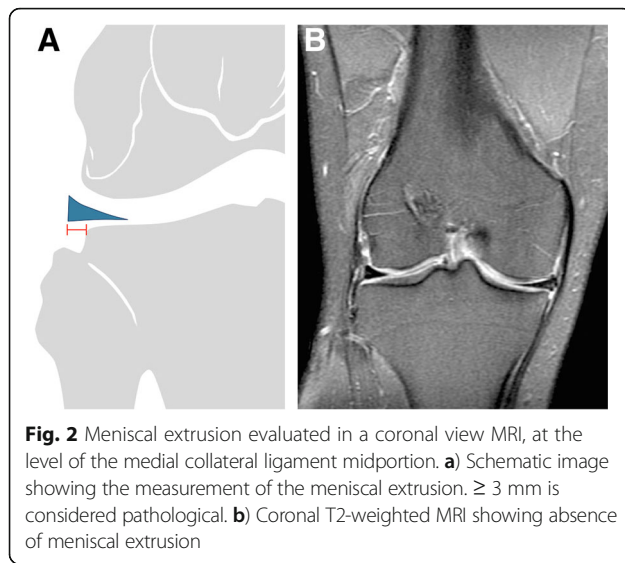 A
B
Fig. 2 Meniscal extrusion evaluated in a coronal view MRI, at the
level of the medial collateral ligament midportion. a) Schematic image
showing the measurement of the meniscal extrusion. ≥ 3 mm is
considered pathological. b) Coronal T2-weighted MRI showing absence
of meniscal extrusion